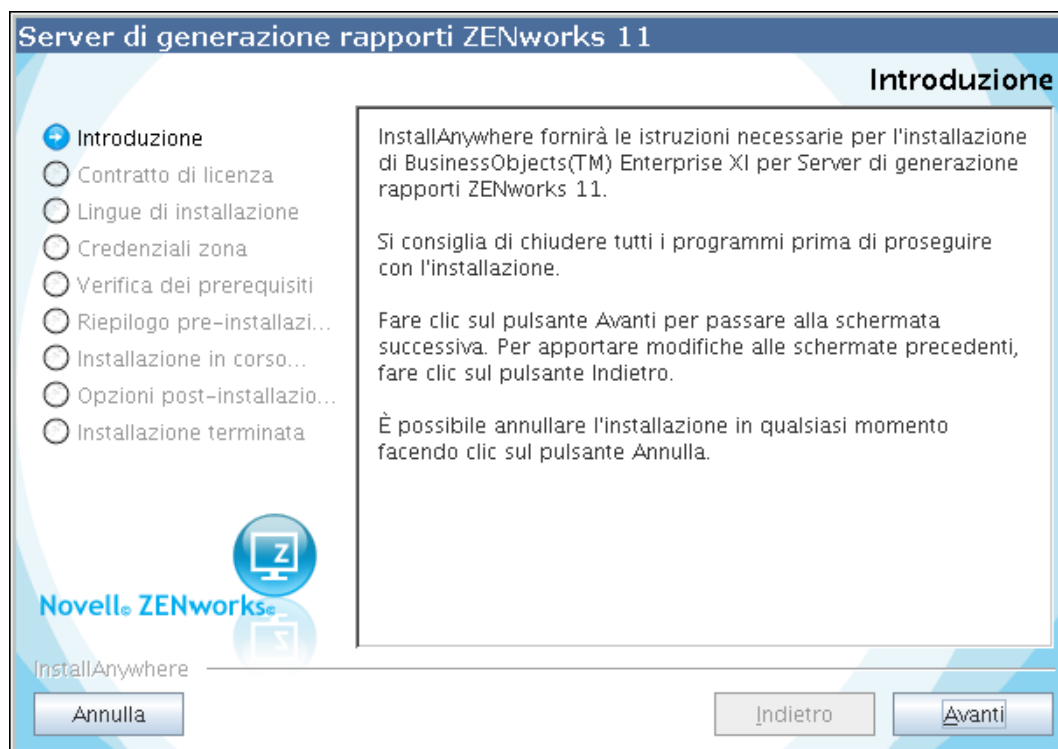 Server di generazione rapporti ZENworks 11
Introduzione
Introduzione
Contratto di licenza
Lingue di installazione
Credenziali zona
Verifica dei prerequisiti
Riepilogo pre-installazi...
Installazione in corso...
Opzioni post-installazio...
Installazione terminata
InstallAnywhere fornirà le istruzioni necessarie per l'installazione
di BusinessObjects(TM) Enterprise XI per Server di generazione
rapporti ZENworks 11.
Si consiglia di chiudere tutti i programmi prima di proseguire
con l'installazione.
Fare clic sul pulsante Avanti per passare alla schermata
successiva. Per apportare modifiche alle schermate precedenti,
fare clic sul pulsante Indietro.
È possibile annullare l'installazione in qualsiasi momento
facendo clic sul pulsante Annulla.
Z
Novell® ZENworks®
InstallAnywhere
Annulla
Indietro
Avanti